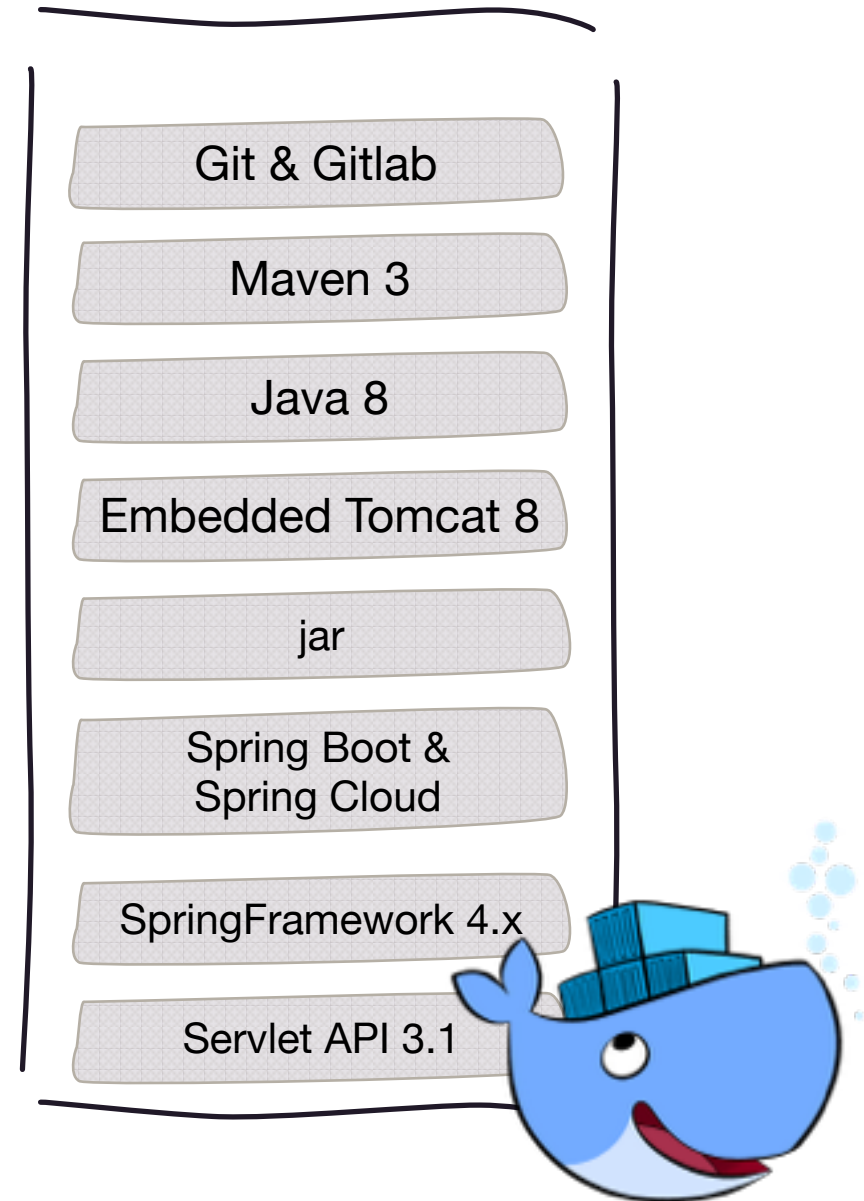 Git & Gitlab
Maven 3
Java 8
Embedded Tomcat 8
jar
Spring Boot &
Spring Cloud
SpringFramework 4.x
Servlet API 3.1